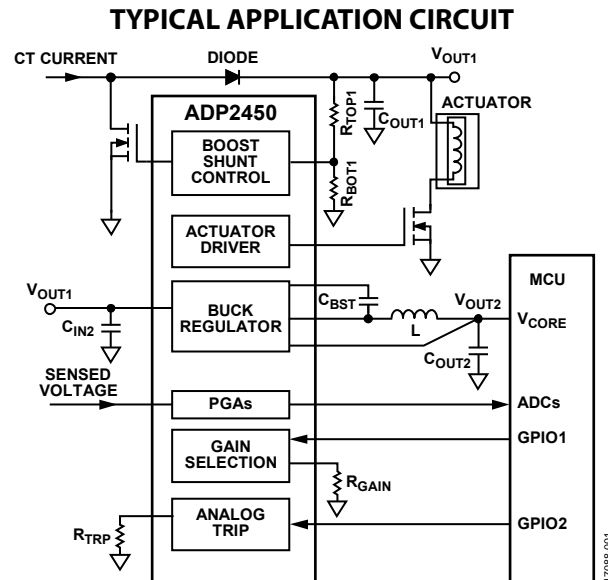 TYPICAL APPLICATION CIRCUIT
CT CURRENT
DIODE
VOUT1
ADP2450
RTOP1
COUT1
ACTUATOR
BOOST
SHUNT
CONTROL
RBOT1
ACTUATOR
DRIVER
MCU
VOUT1
CIN2
BUCK
REGULATOR
CBST
L
VOUT2
VCORE
COUT2
SENSED
VOLTAGE
PGAs
ADCs
GAIN
SELECTION
GPIO1
RGAIN
RTRP
ANALOG
TRIP
GPIO2
17088-001